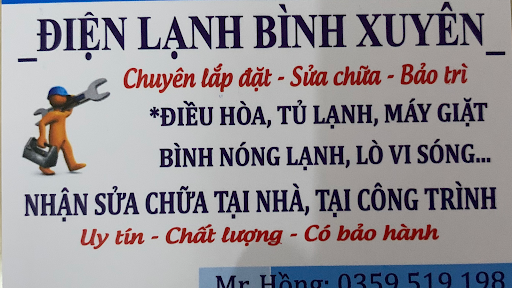 _ĐIỆN LẠNH BÌNH XUYÊN_
Chuyên lắp đặt - Sửa chữa - Bảo trì
*ĐIỀU HÒA, TỦ LẠNH, MÁY GIẶT
BÌNH NÓNG LẠNH, LÒ VI SÓNG...
NHẬN SỬA CHỮA TẠI NHÀ, TẠI CÔNG TRÌNH
Uy tín - Chất lượng - Có bảo hành
Mr. Hồng: 0359 519 198